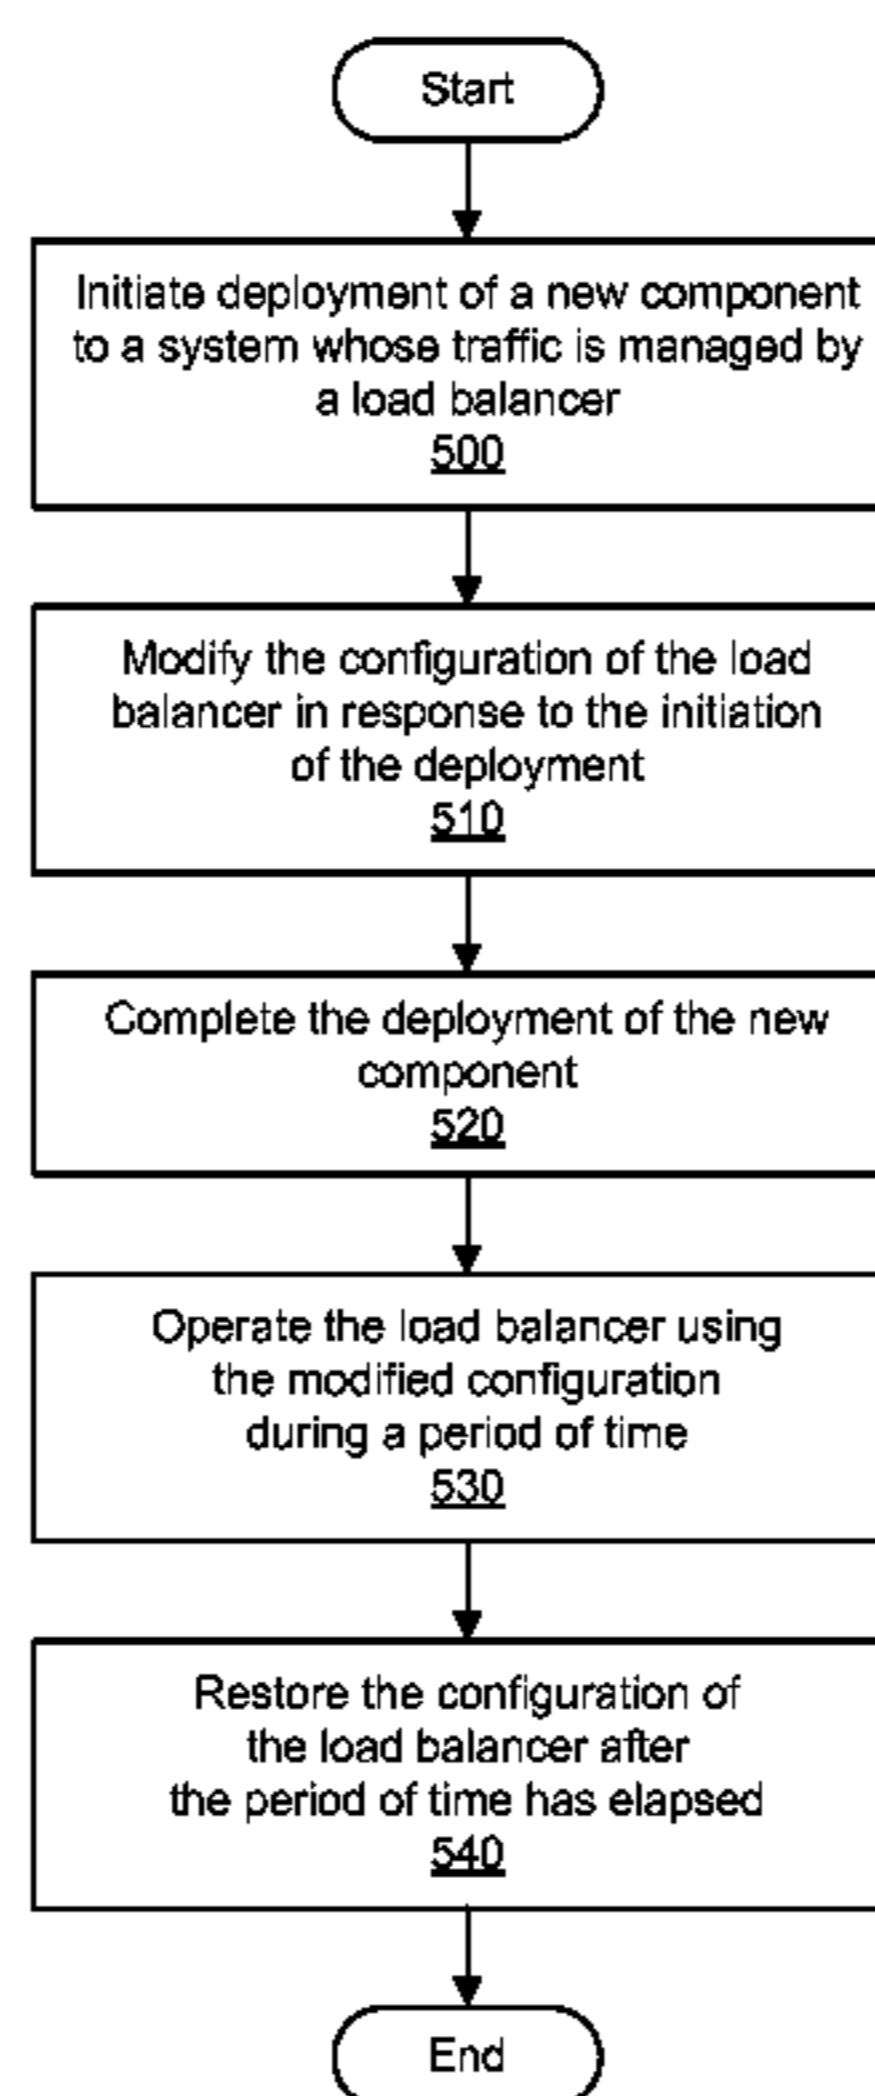 Start
Initiate deployment of a new component
to a system whose traffic is managed by
a load balancer
500
Modify the configuration of the load
balancer in response to the initiation
of the deployment
510
Complete the deployment of the new
component
520
Operate the load balancer using
the modified configuration
during a period of time
530
Restore the configuration of
the load balancer after
the period of time has elapsed
540
End